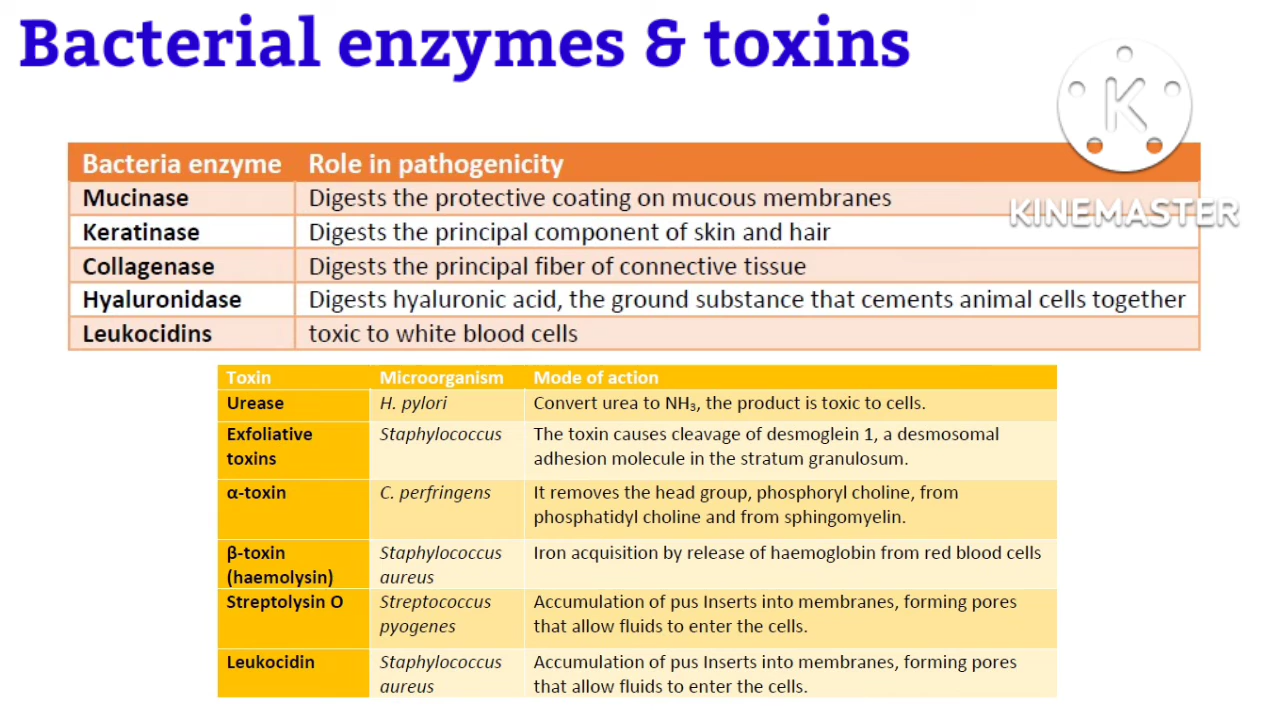 Bacterial enzymes & toxins
K
KINEMASTER
Bacteria enzyme Role in pathogenicity
Mucinase Digests the protective coating on mucous membranes
Keratinase Digests the principal component of skin and hair
Collagenase Digests the principal fiber of connective tissue
Hyaluronidase Digests hyaluronic acid, the ground substance that cements animal cells together
Leukocidins toxic to white blood cells
Toxin Microorganism Mode of action
Urease H. pylori Convert urea to NH₃, the product is toxic to cells.
Exfoliative Staphylococcus The toxin causes cleavage of desmoglein 1, a desmosomal
toxins adhesion molecule in the stratum granulosum.
α-toxin C. perfringens It removes the head group, phosphoryl choline, from
phosphatidyl choline and from sphingomyelin.
β-toxin Staphylococcus Iron acquisition by release of haemoglobin from red blood cells
(haemolysin) aureus
Streptolysin O Streptococcus Accumulation of pus Inserts into membranes, forming pores
pyogenes that allow fluids to enter the cells.
Leukocidin Staphylococcus Accumulation of pus Inserts into membranes, forming pores
aureus that allow fluids to enter the cells.